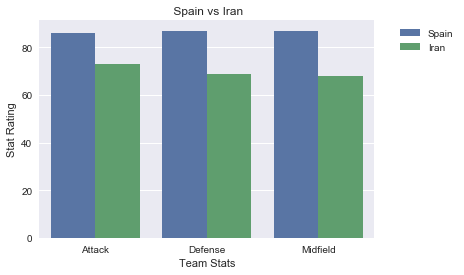 Spain vs Iran
Spain
Iran
Stat Rating
80
60
40
20
0
Attack
Defense
Midfield
Team Stats